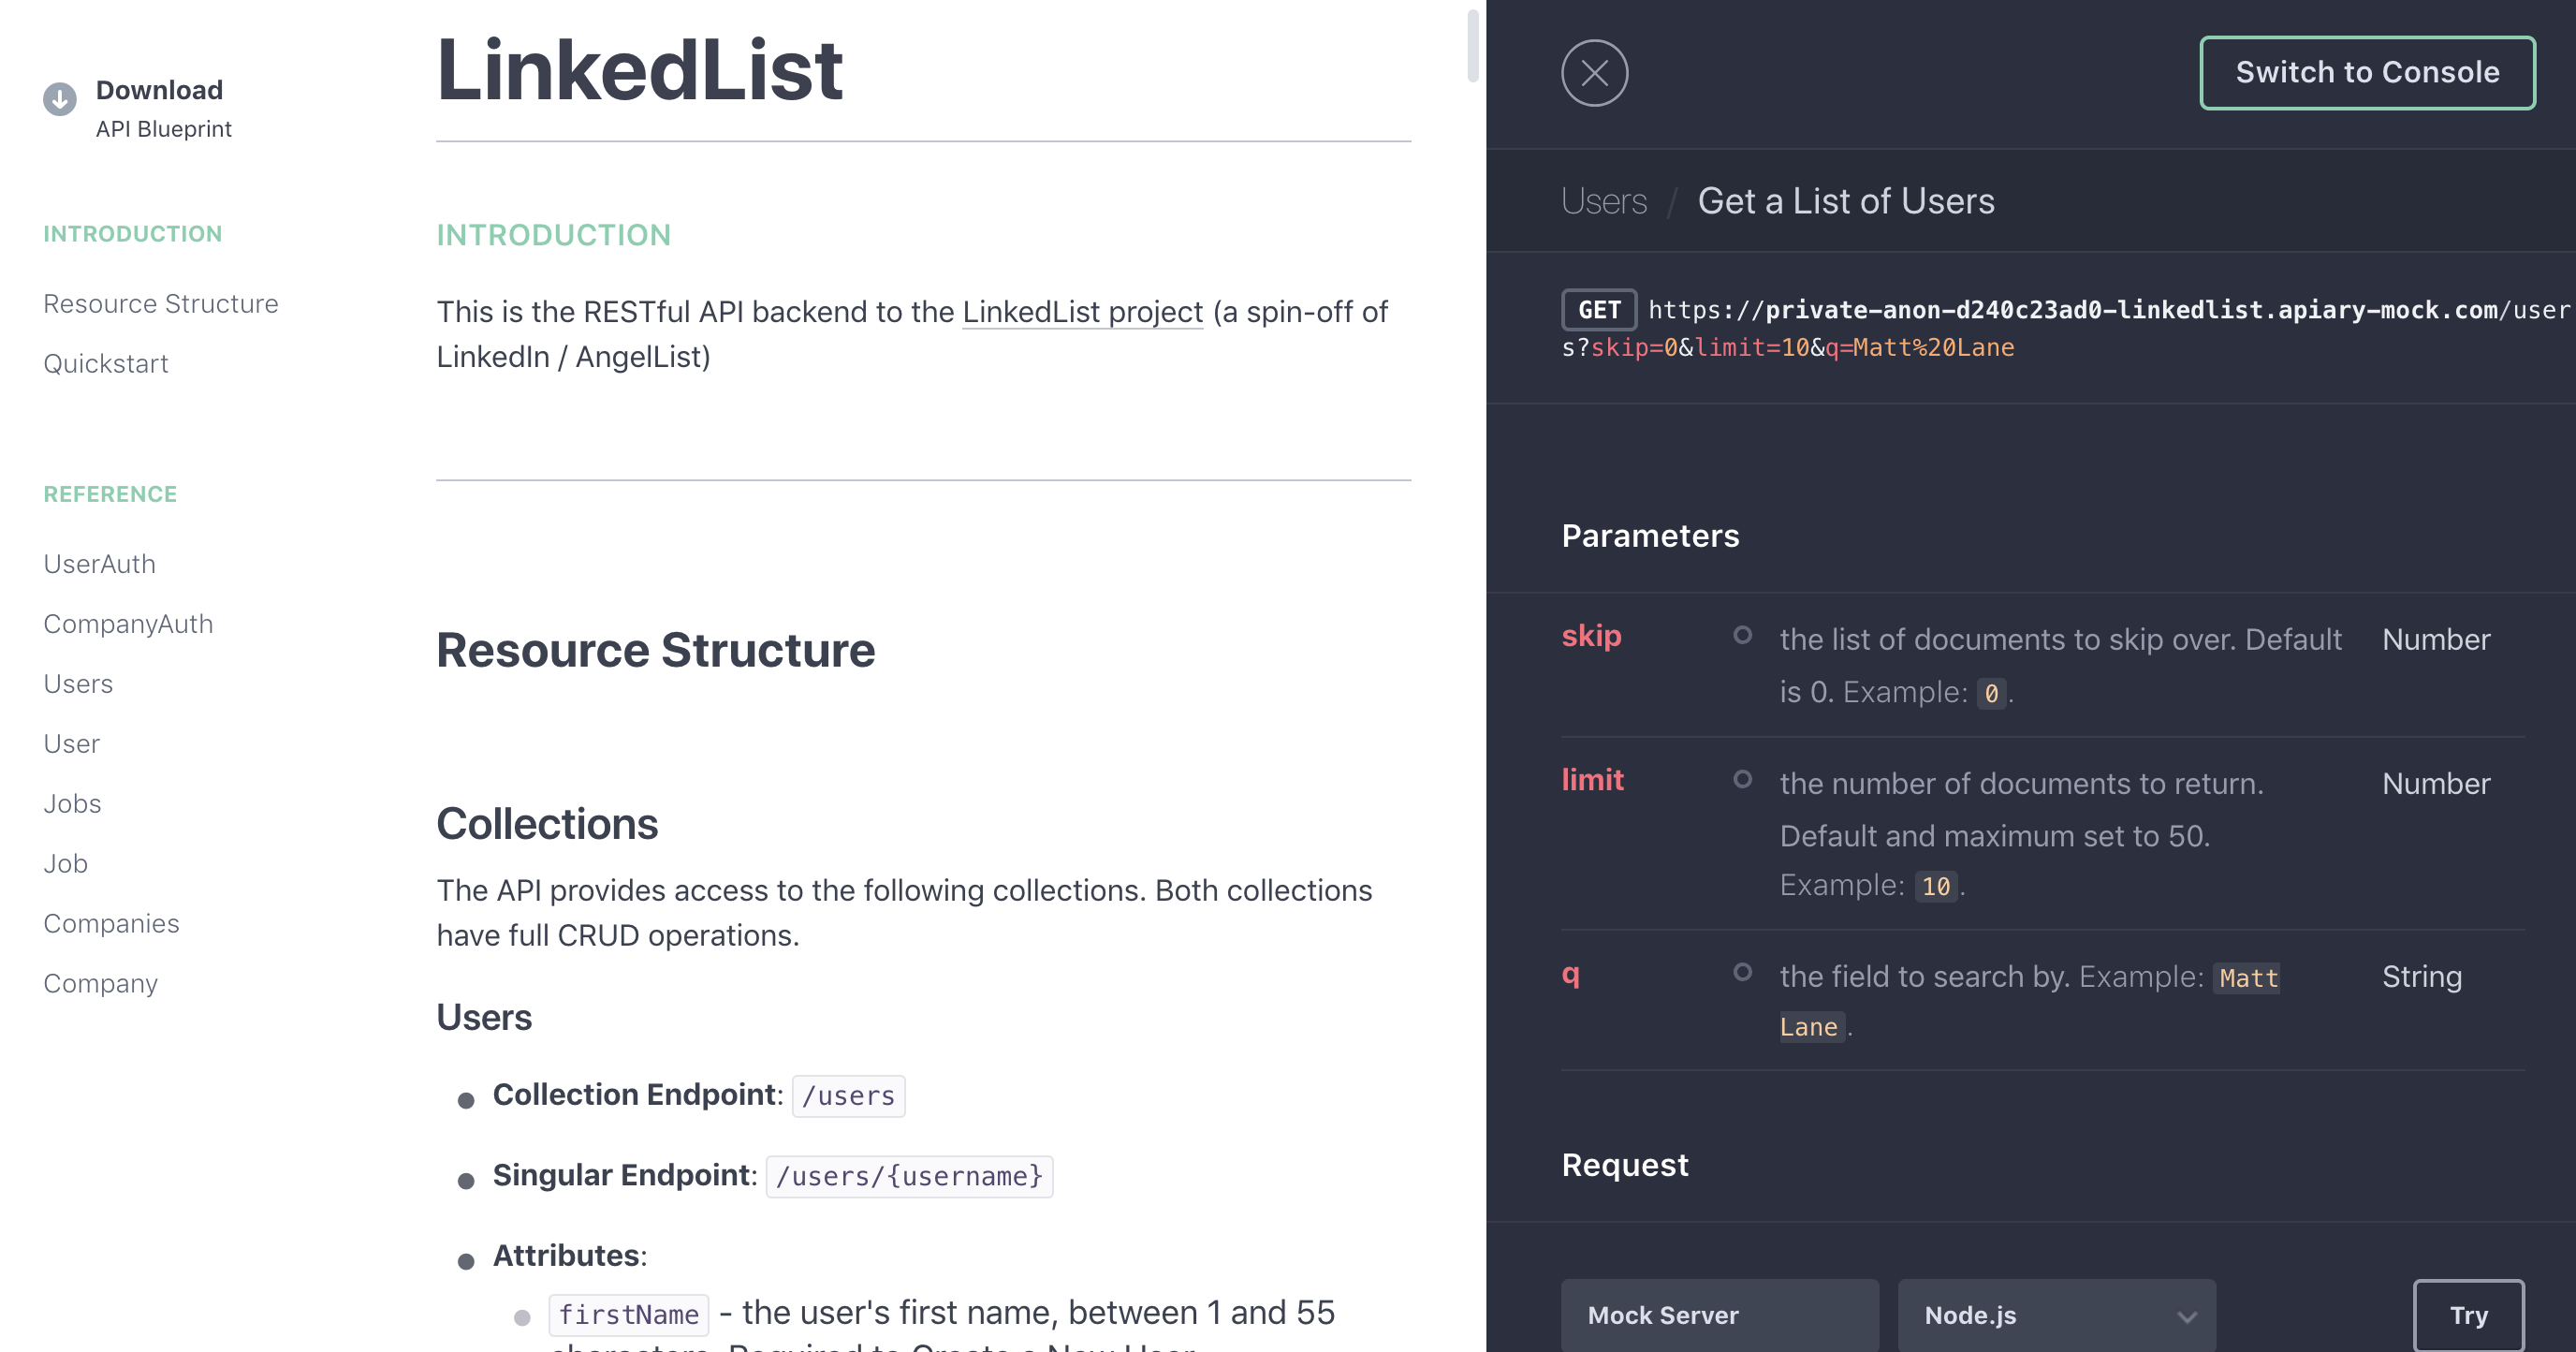 Download
API Blueprint
INTRODUCTION
Resource Structure
Quickstart
REFERENCE
UserAuth
CompanyAuth
Users
User
Jobs
Job
Companies
Company
LinkedList
INTRODUCTION
This is the RESTful API backend to the LinkedList project (a spin-off of
LinkedIn / AngelList)
Resource Structure
Collections
The API provides access to the following collections. Both collections
have full CRUD operations.
Users
Collection Endpoint: /users
Singular Endpoint: /users/{username}
Attributes:
firstName - the user's first name, between 1 and 55
characters. Required to Create a New User
Switch to Console
Users / Get a List of Users
GET https://private-anon-d240c23ad0-linkedlist.apiary-mock.com/user
s?skip=0&limit=10&q=Matt%20Lane
Parameters
skip the list of documents to skip over. Default Number
is 0. Example: 0.
limit the number of documents to return. Number
Default and maximum set to 50.
Example: 10.
q the field to search by. Example: Matt String
Lane.
Request
Mock Server Node.js Try